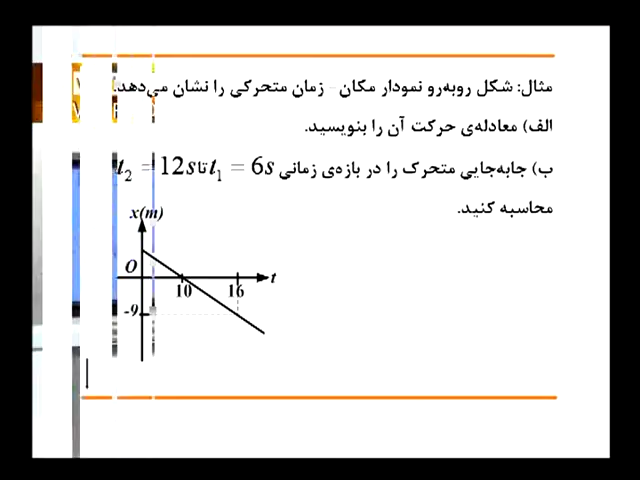 مثال: شکل روبه‌رو نمودار مکان - زمان متحرکی را نشان می‌دهد.
الف) معادله‌ی حرکت آن را بنویسید.
ب) جابه‌جایی متحرک را در بازه‌ی زمانی t₁ = 6s تا t₂ = 12s
محاسبه کنید.
x(m)
O
t
10
16
-9